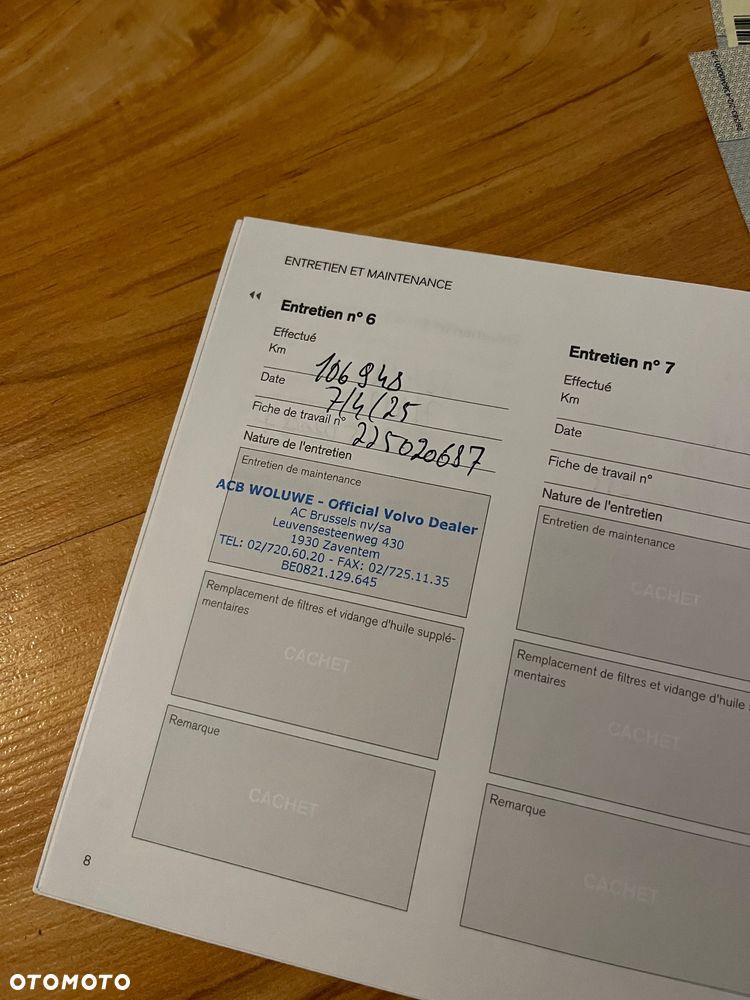 ENTRETIEN ET MAINTENANCE
Entretien n° 6
Effectué
Km 106 948
Date 7/4/25
Fiche de travail n° 225020687
Nature de l'entretien
Entretien de maintenance
ACB WOLUWE - Official Volvo Dealer
AC Brussels nv/sa
Leuvensesteenweg 430
1930 Zaventem
TEL: 02/720.60.20 - FAX: 02/725.11.35
BE0821.129.645
Remplacement de filtres et vidange d'huile supplé-
mentaires
CACHET
Remarque
CACHET
8
Entretien n° 7
Effectué
Km
Date
Fiche de travail n°
Nature de l'entretien
Entretien de maintenance
CACHET
Remplacement de filtres et vidange d'huile
mentaires
CACHET
Remarque
CACHET
OTOMOTO